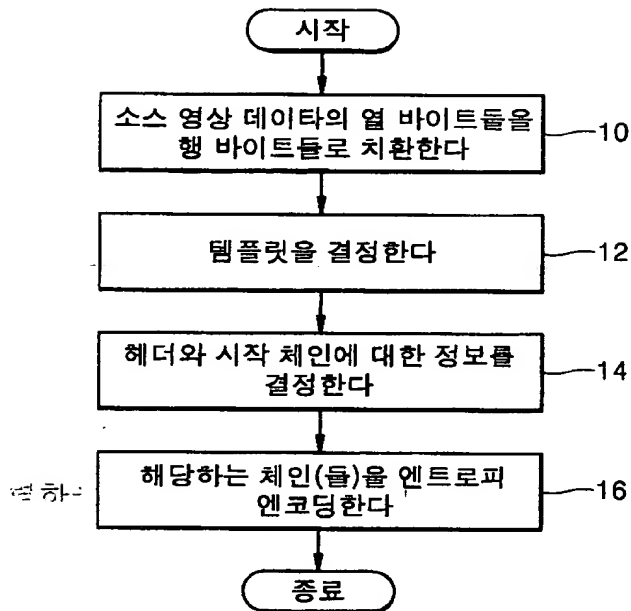 시작
소스 영상 데이타의 열 바이트들을
행 바이트들로 치환한다
10
템플릿을 결정한다
12
헤더와 시작 체인에 대한 정보를
결정한다
14
해당하는 체인(들)을 엔트로피
엔코딩한다
16
종료